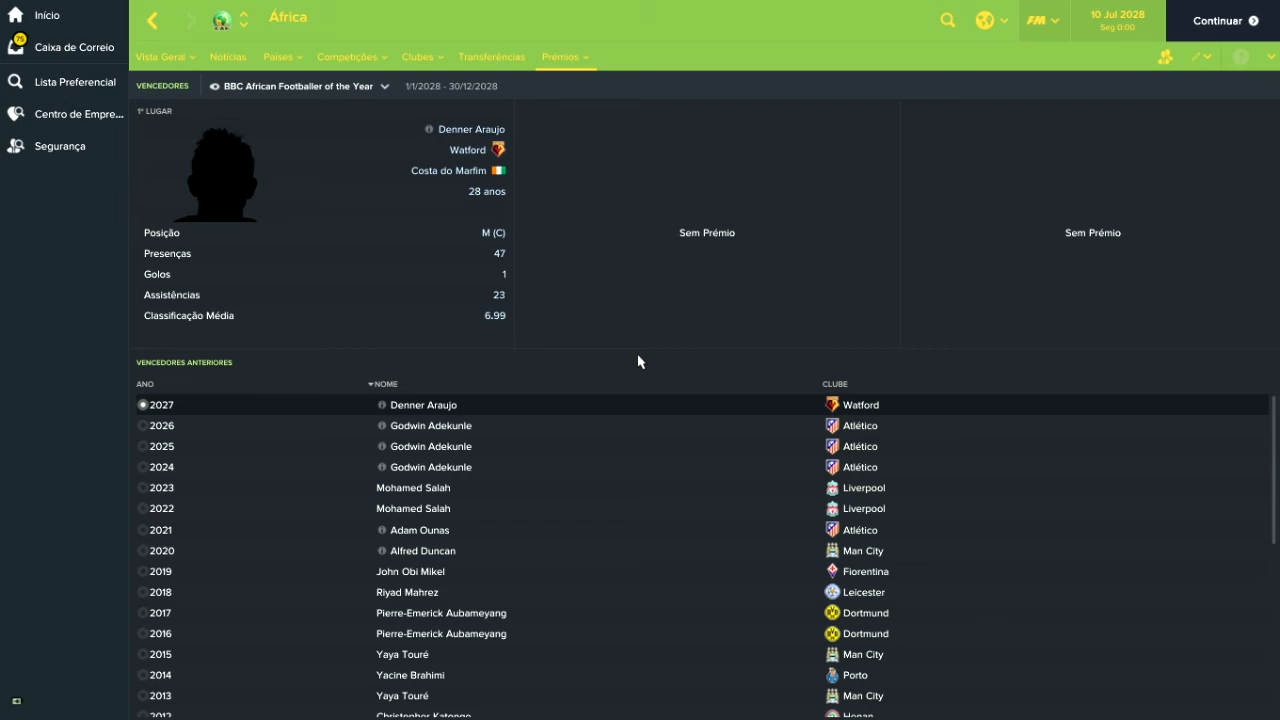 Início
75
Caixa de Correio
Lista Preferencial
Centro de Empre...
Segurança
África
FM
10 Jul 2028
Seg 0:00
Continuar
Vista Geral
Notícias
Países
Competições
Clubes
Transferências
Prémios
VENCEDORES
BBC African Footballer of the Year
1/1/2028 - 30/12/2028
1º LUGAR
Denner Araujo
Watford
Costa do Marfim
28 anos
Posição M (C)
Presenças 47
Golos 1
Assistências 23
Classificação Média 6.99
Sem Prémio
Sem Prémio
VENCEDORES ANTERIORES
ANO NOME CLUBE
2027 Denner Araujo Watford
2026 Godwin Adekunle Atlético
2025 Godwin Adekunle Atlético
2024 Godwin Adekunle Atlético
2023 Mohamed Salah Liverpool
2022 Mohamed Salah Liverpool
2021 Adam Ounas Atlético
2020 Alfred Duncan Man City
2019 John Obi Mikel Fiorentina
2018 Riyad Mahrez Leicester
2017 Pierre-Emerick Aubameyang Dortmund
2016 Pierre-Emerick Aubameyang Dortmund
2015 Yaya Touré Man City
2014 Yacine Brahimi Porto
2013 Yaya Touré Man City
2012 Christopher Katongo Henan